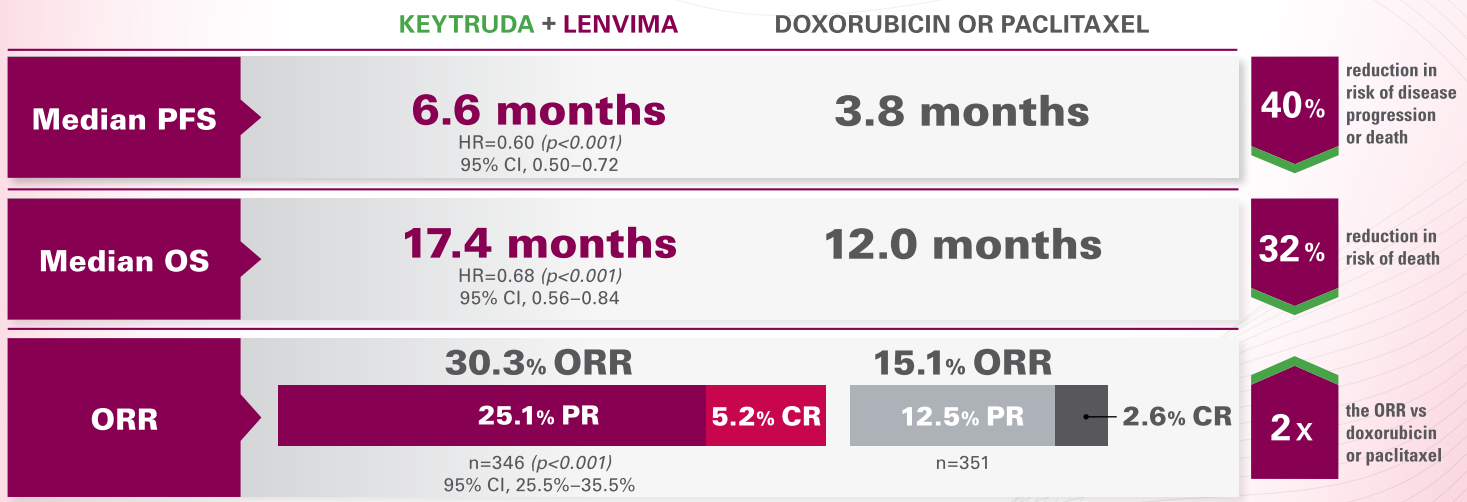 KEYTRUDA + LENVIMA
DOXORUBICIN OR PACLITAXEL
Median PFS
6.6 months
HR=0.60 (p<0.001)
95% CI, 0.50–0.72
3.8 months
40%
reduction in
risk of disease
progression
or death
Median OS
17.4 months
HR=0.68 (p<0.001)
95% CI, 0.56–0.84
12.0 months
32%
reduction in
risk of death
ORR
30.3% ORR
25.1% PR
5.2% CR
n=346 (p<0.001)
95% CI, 25.5%–35.5%
15.1% ORR
12.5% PR
2.6% CR
n=351
2x
the ORR vs
doxorubicin
or paclitaxel